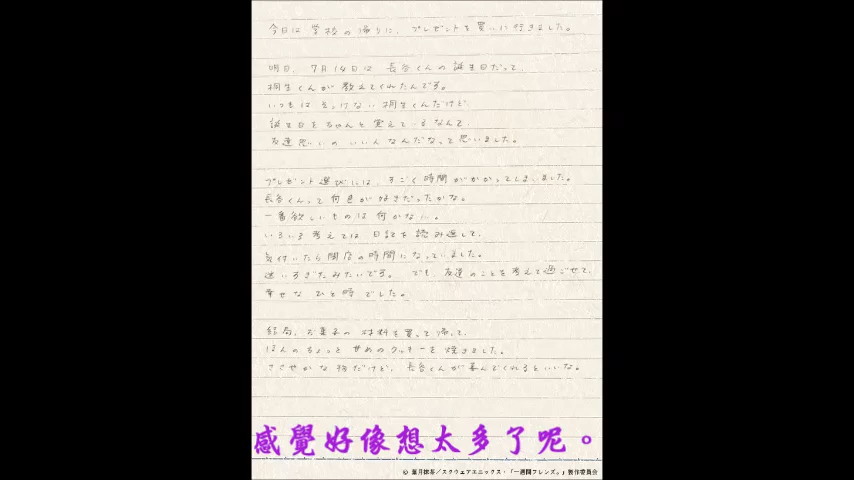 今日は 学校の帰りに、プレゼントを買いに行きました。
明日、7月14日は 長谷くんの誕生日だって、
桐生くんが 教えてくれたんです。
いつもは そっけない 桐生くんだけど、
誕生日をちゃんと覚えているなんて、
友達思いの いい人なんだなって思いました。
プレゼント選びには、すごく時間がかかってしまいました。
長谷くんって何色が好きだったかな。
一番欲しいものは 何かな…。
いろいろ考えては 日記を読み返して、
気付いたら閉店の時間になっていました。
迷いすぎたみたいです。 でも、友達のことを考えて過ごせて、
幸せな ひと時でした。
結局、お菓子の 材料を買って帰って、
ほんのちょっと 甘めのクッキーを焼きました。
ささやかな物だけど、長谷くんが喜んでくれるといいな。
感覺好像想太多了呢。
© 葉月抹茶／スクウェアエニックス・「一週間フレンズ。」製作委員会